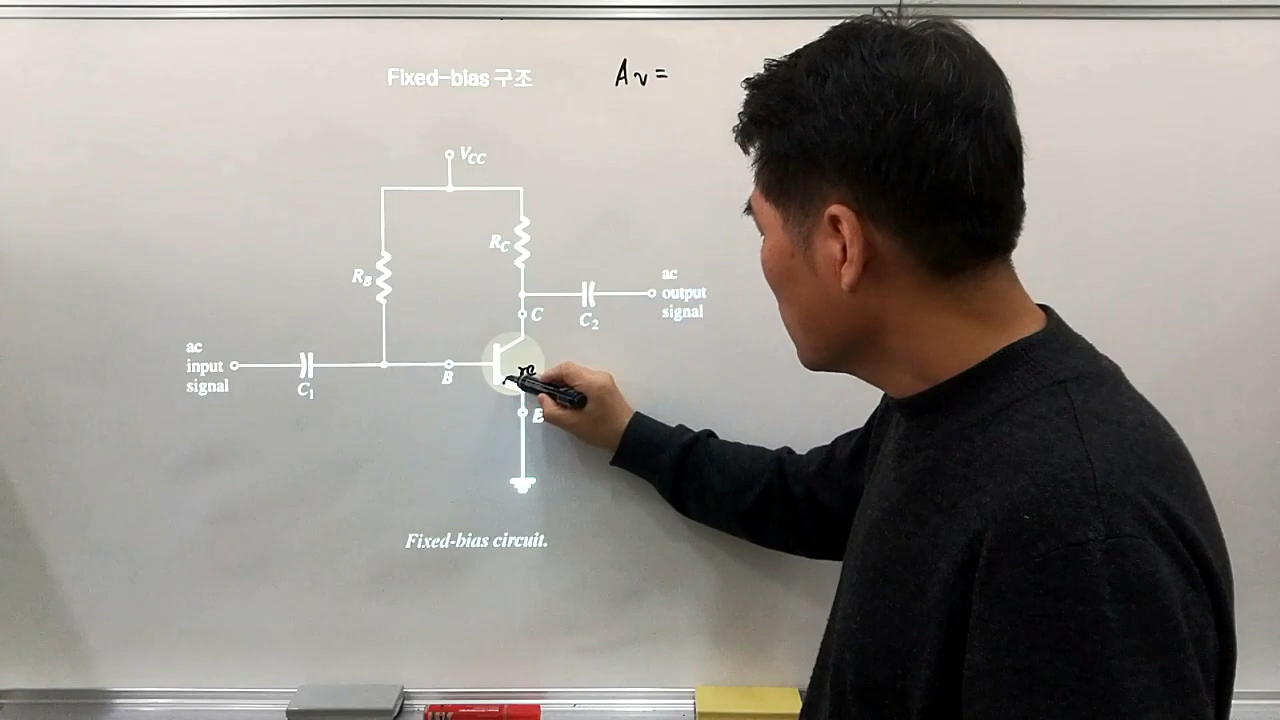 Fixed-bias 구조
Av =
VCC
RC
RB
ac
output
signal
C
C2
ac
input
signal
C1
B
re
E
Fixed-bias circuit.